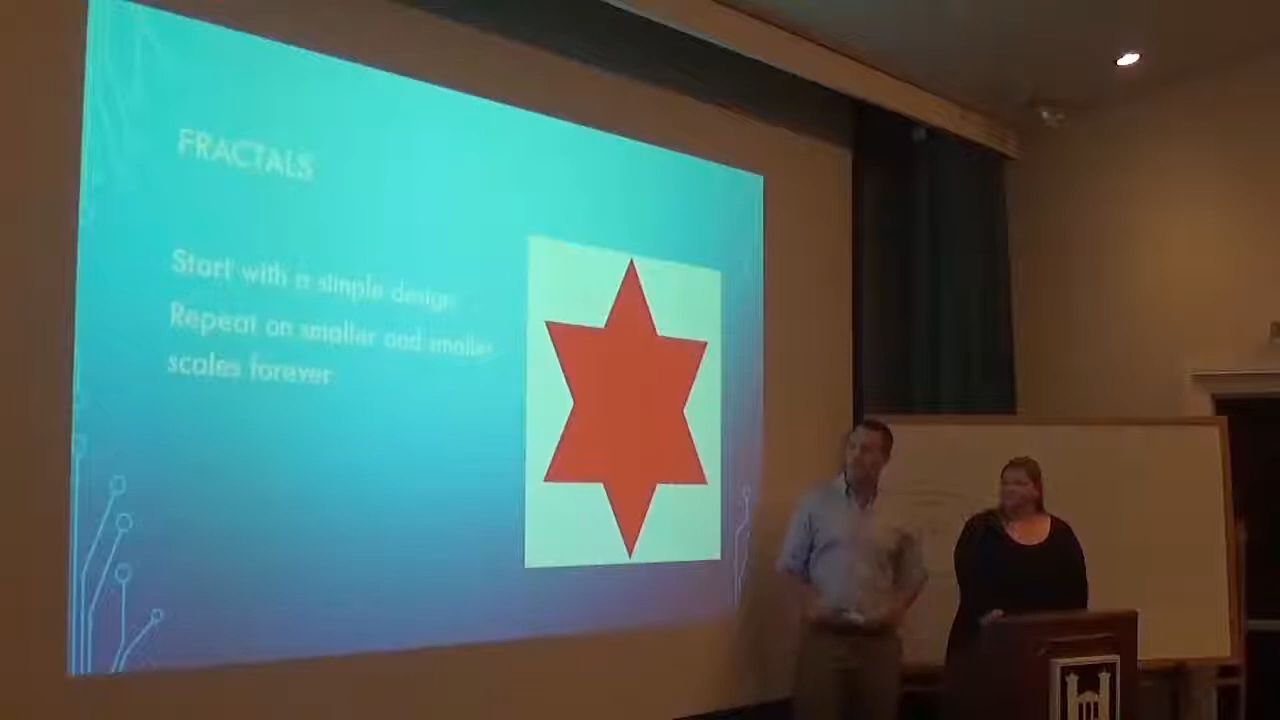 FRACTALS
Start with a simple design
Repeat on smaller and smaller
scales forever